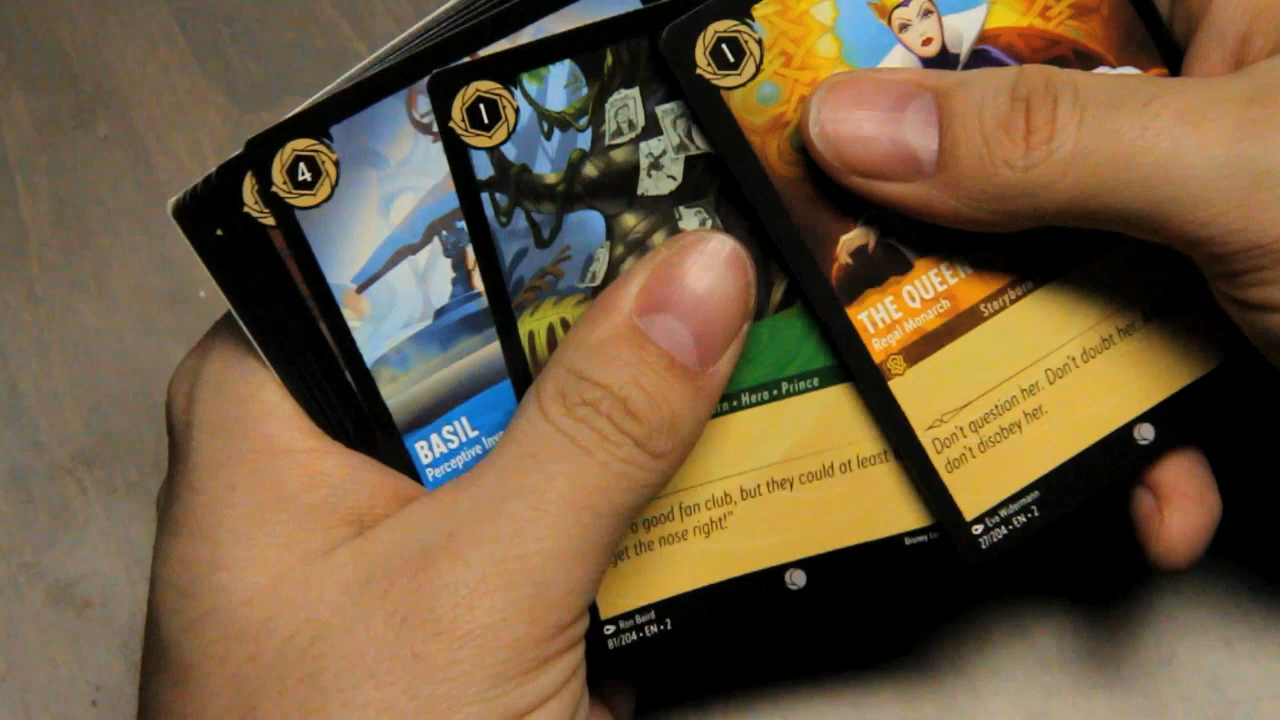 4
BASIL
Perceptive
1
Hero • Prince
good fan club, but they could at least
get the nose right!"
Disney
Ron Baird
81/204 • EN • 2
1
THE QUEEN
Regal Monarch
Storyborn
Don't question her. Don't doubt her.
don't disobey her.
Eva Widermann
27/204 • EN • 2